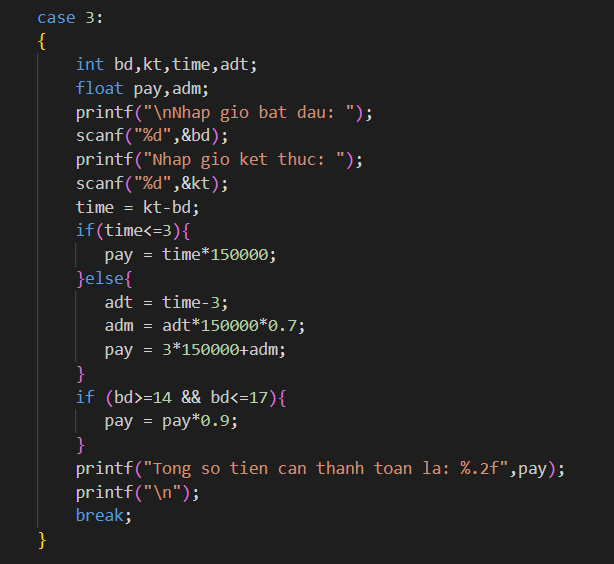 case 3:
{
    int bd,kt,time,adt;
    float pay,adm;
    printf("\nNhap gio bat dau: ");
    scanf("%d",&bd);
    printf("Nhap gio ket thuc: ");
    scanf("%d",&kt);
    time = kt-bd;
    if(time<=3){
       pay = time*150000;
    }else{
       adt = time-3;
       adm = adt*150000*0.7;
       pay = 3*150000+adm;
    }
    if (bd>=14 && bd<=17){
       pay = pay*0.9;
    }
    printf("Tong so tien can thanh toan la: %.2f",pay);
    printf("\n");
    break;
}